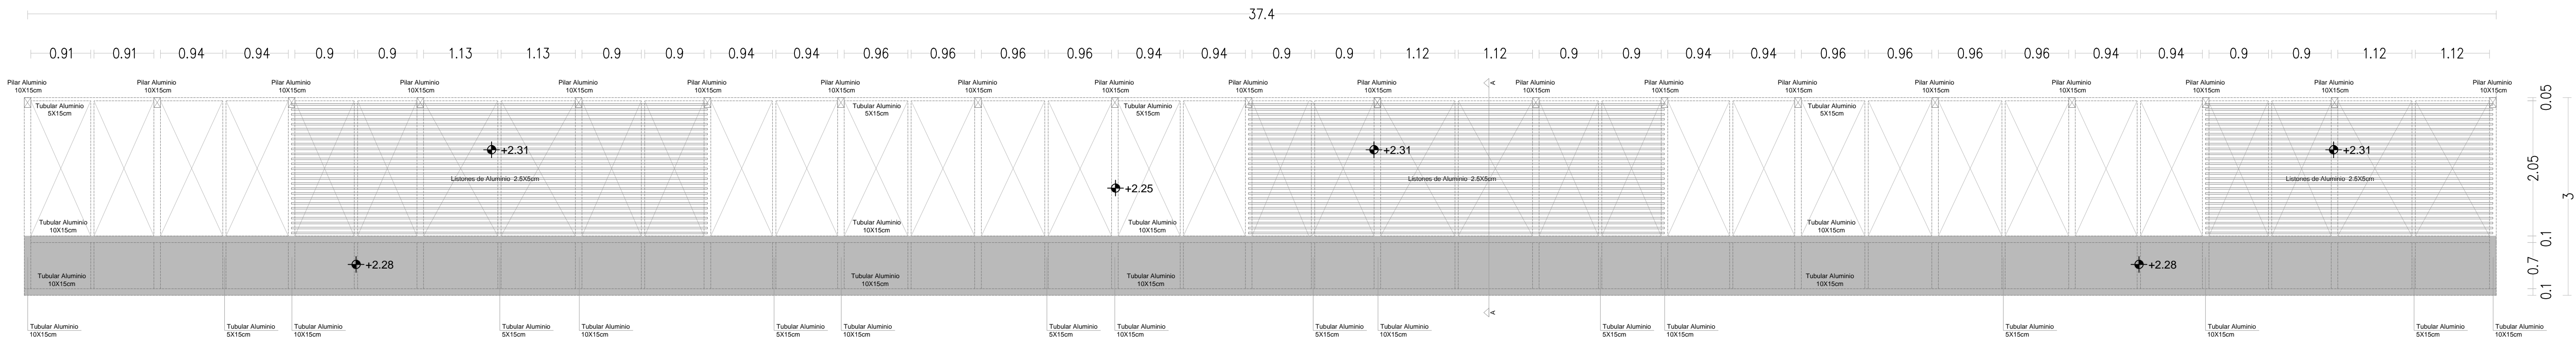 37.4
0.91 0.91 0.94 0.94 0.9 0.9 1.13 1.13 0.9 0.9 0.94 0.94 0.96 0.96 0.96 0.96 0.94 0.94 0.9 0.9 1.12 1.12 0.9 0.9 0.94 0.94 0.96 0.96 0.96 0.96 0.94 0.94 0.9 0.9 1.12 1.12
Pilar Aluminio Pilar Aluminio Pilar Aluminio Pilar Aluminio Pilar Aluminio Pilar Aluminio Pilar Aluminio Pilar Aluminio Pilar Aluminio Pilar Aluminio Pilar Aluminio A Pilar Aluminio Pilar Aluminio Pilar Aluminio Pilar Aluminio Pilar Aluminio Pilar Aluminio Pilar Aluminio Pilar Aluminio
10X15cm 10X15cm 10X15cm 10X15cm 10X15cm 10X15cm 10X15cm 10X15cm 10X15cm 10X15cm 10X15cm 10X15cm 10X15cm 10X15cm 10X15cm 10X15cm 10X15cm 10X15cm 10X15cm
0.05
Tubular Aluminio Tubular Aluminio Tubular Aluminio Tubular Aluminio
5X15cm 5X15cm 5X15cm 5X15cm
+2.31 +2.31 +2.31
2.05
Listones de Aluminio 2.5X5cm Listones de Aluminio 2.5X5cm Listones de Aluminio 2.5X5cm
+2.25
3
Tubular Aluminio Tubular Aluminio Tubular Aluminio Tubular Aluminio
10X15cm 10X15cm 10X15cm 10X15cm
0.1
+2.28 +2.28
0.7
Tubular Aluminio Tubular Aluminio Tubular Aluminio Tubular Aluminio
10X15cm 10X15cm 10X15cm 10X15cm
0.1
A
Tubular Aluminio Tubular Aluminio Tubular Aluminio Tubular Aluminio Tubular Aluminio Tubular Aluminio Tubular Aluminio Tubular Aluminio Tubular Aluminio Tubular Aluminio Tubular Aluminio Tubular Aluminio Tubular Aluminio Tubular Aluminio Tubular Aluminio Tubular Aluminio Tubular Aluminio
10X15cm 5X15cm 10X15cm 5X15cm 10X15cm 5X15cm 10X15cm 5X15cm 10X15cm 5X15cm 10X15cm 5X15cm 10X15cm 5X15cm 10X15cm 5X15cm 10X15cm